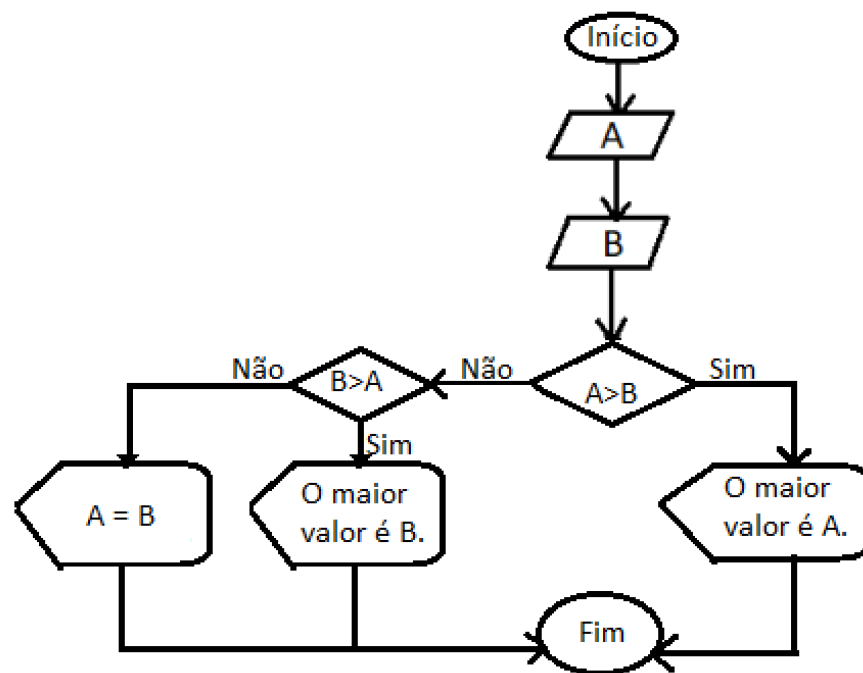 Início
A
B
A>B
Sim
Não
B>A
Não
Sim
A = B
O maior
valor é B.
O maior
valor é A.
Fim